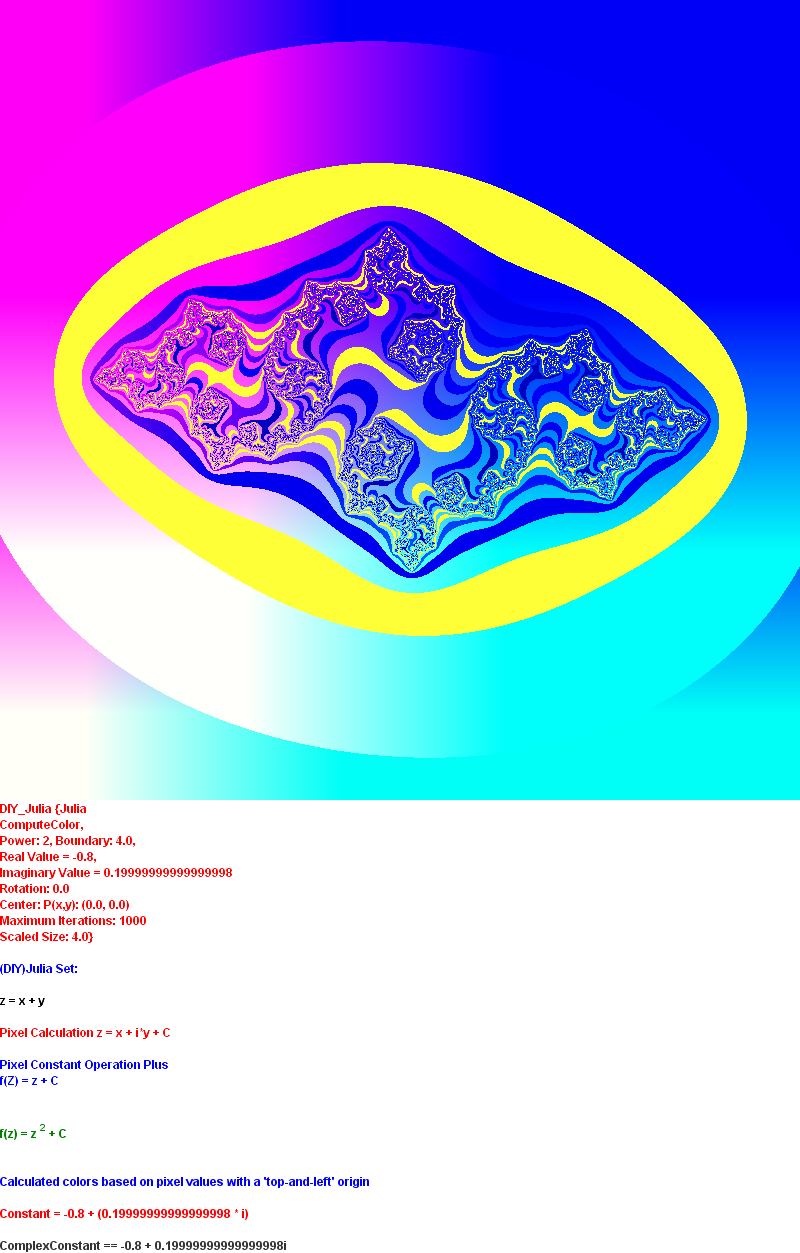 DIY_Julia {Julia
ComputeColor,
Power: 2, Boundary: 4.0,
Real Value = -0.8,
Imaginary Value = 0.19999999999999998
Rotation: 0.0
Center: P(x,y): (0.0, 0.0)
Maximum Iterations: 1000
Scaled Size: 4.0}
(DIY)Julia Set:
z = x + y
Pixel Calculation z = x + i*y + C
Pixel Constant Operation Plus
f(Z) = z + C
f(z) = z 2 + C
Calculated colors based on pixel values with a 'top-and-left' origin
Constant = -0.8 + (0.19999999999999998 * i)
ComplexConstant == -0.8 + 0.19999999999999998i